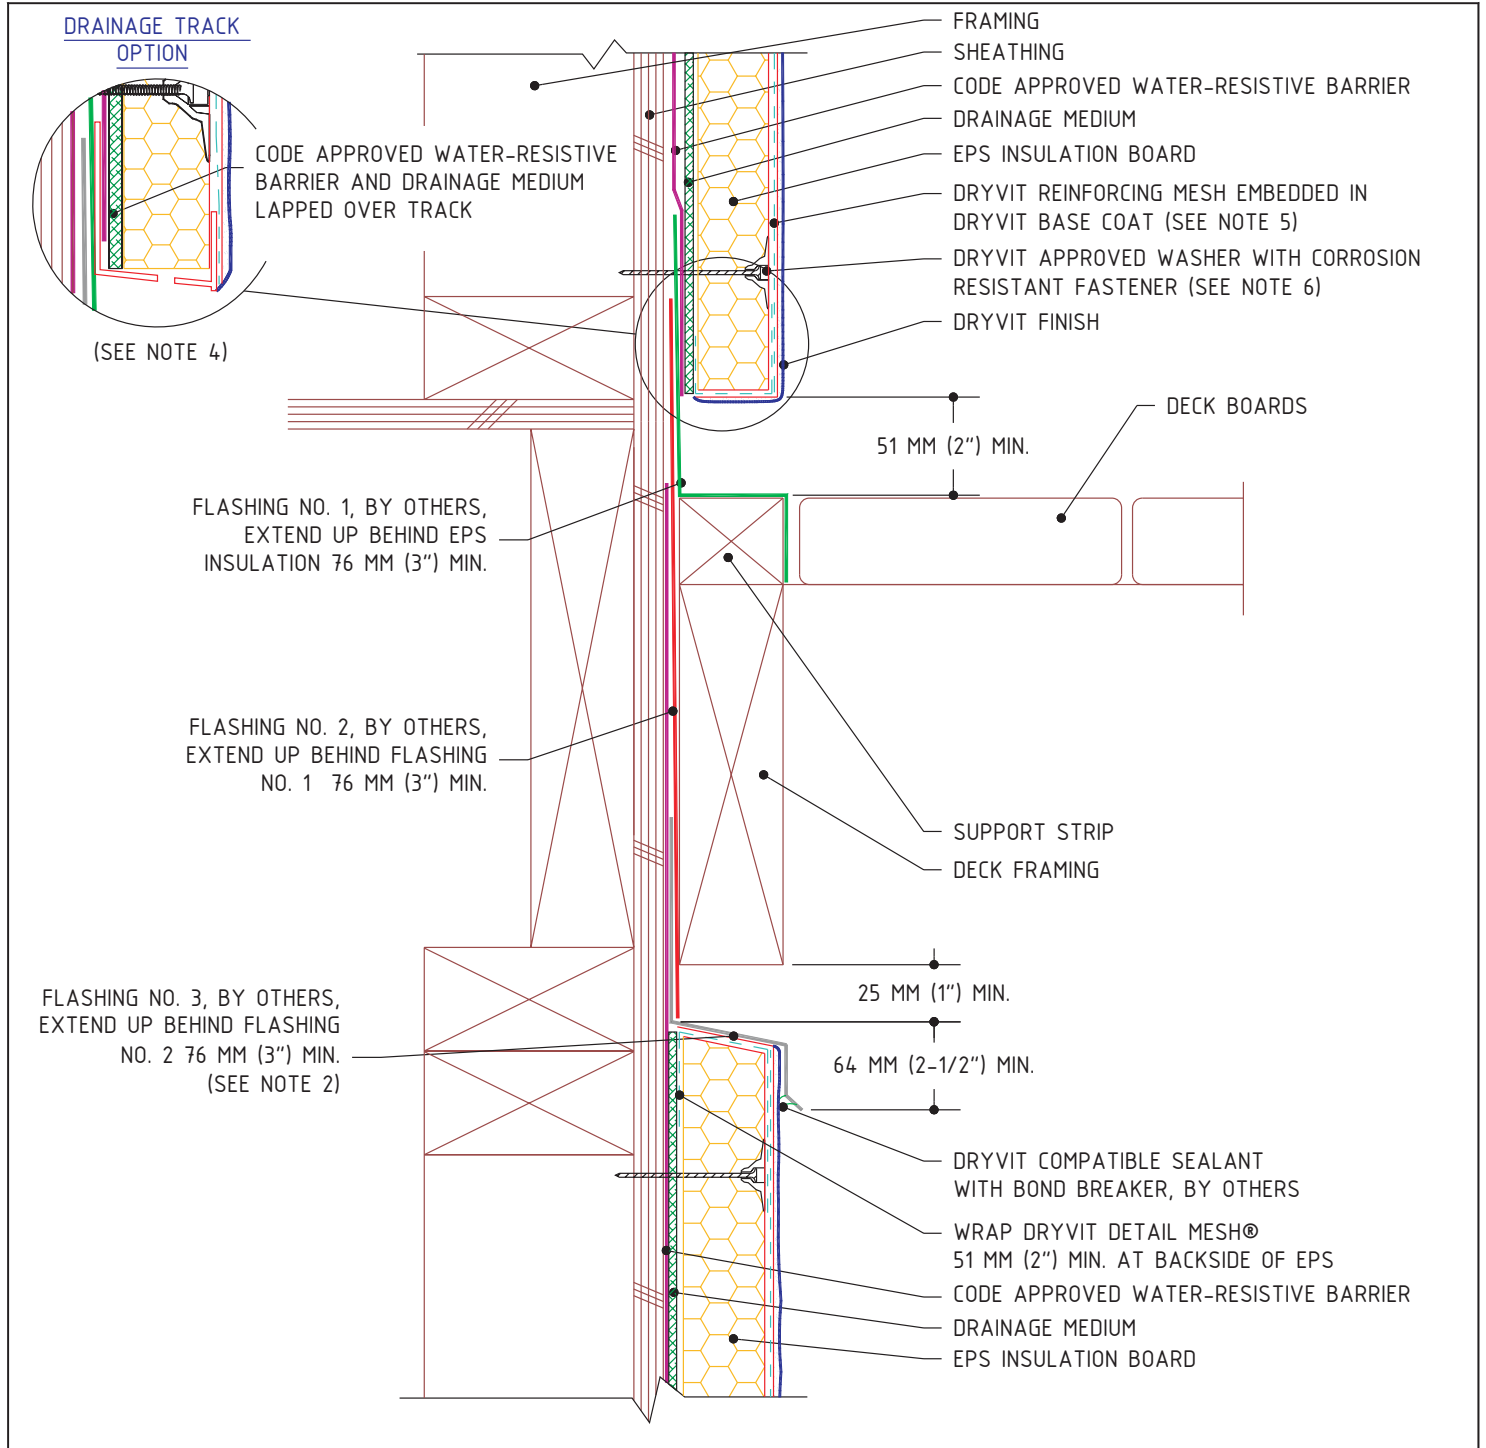 DRAINAGE TRACK
OPTION
CODE APPROVED WATER-RESISTIVE
BARRIER AND DRAINAGE MEDIUM
LAPPED OVER TRACK
(SEE NOTE 4)
FRAMING
SHEATHING
CODE APPROVED WATER-RESISTIVE BARRIER
DRAINAGE MEDIUM
EPS INSULATION BOARD
DRYVIT REINFORCING MESH EMBEDDED IN
DRYVIT BASE COAT (SEE NOTE 5)
DRYVIT APPROVED WASHER WITH CORROSION
RESISTANT FASTENER (SEE NOTE 6)
DRYVIT FINISH
DECK BOARDS
51 MM (2") MIN.
FLASHING NO. 1, BY OTHERS,
EXTEND UP BEHIND EPS
INSULATION 76 MM (3") MIN.
FLASHING NO. 2, BY OTHERS,
EXTEND UP BEHIND FLASHING
NO. 1 76 MM (3") MIN.
SUPPORT STRIP
DECK FRAMING
25 MM (1") MIN.
FLASHING NO. 3, BY OTHERS,
EXTEND UP BEHIND FLASHING
NO. 2 76 MM (3") MIN.
(SEE NOTE 2)
64 MM (2-1/2") MIN.
DRYVIT COMPATIBLE SEALANT
WITH BOND BREAKER, BY OTHERS
WRAP DRYVIT DETAIL MESH®
51 MM (2") MIN. AT BACKSIDE OF EPS
CODE APPROVED WATER-RESISTIVE BARRIER
DRAINAGE MEDIUM
EPS INSULATION BOARD